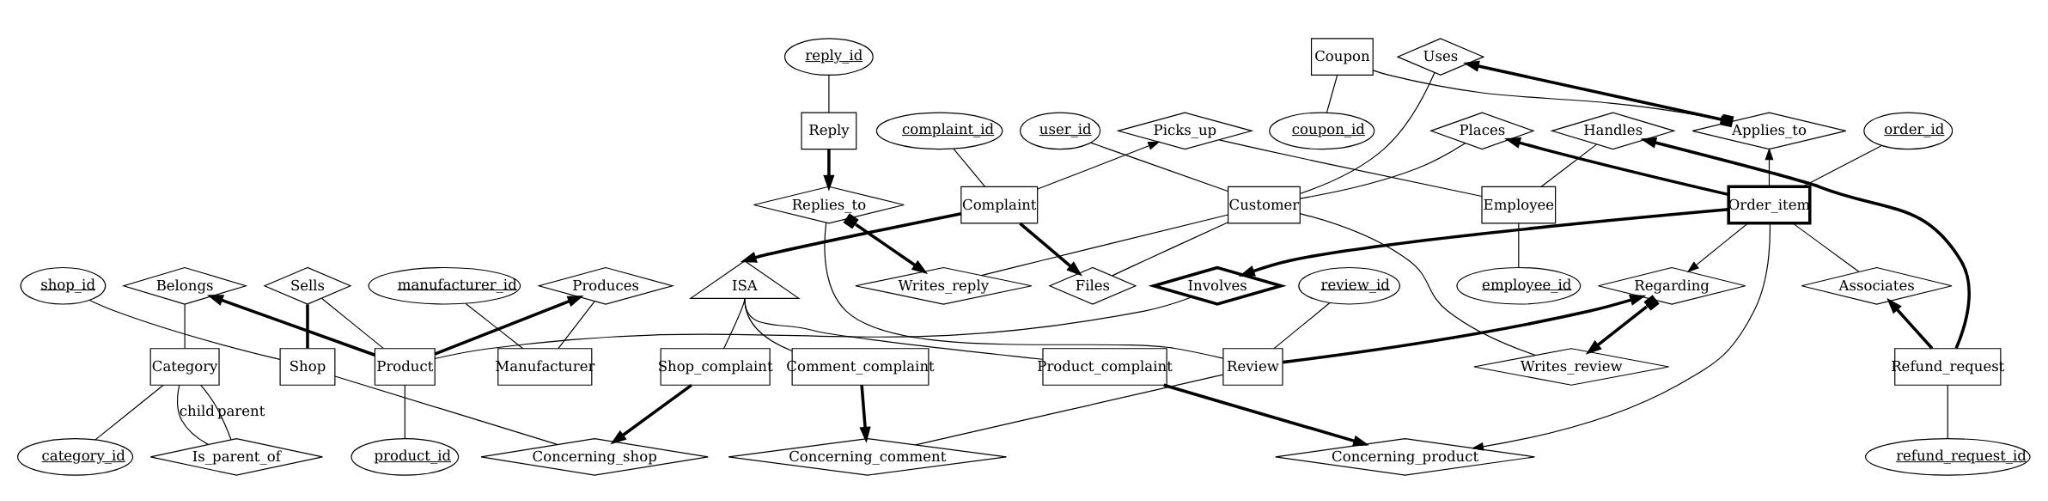 reply_id
Coupon
Uses
Reply
complaint_id
user_id
Picks_up
coupon_id
Places
Handles
Applies_to
order_id
Replies_to
Complaint
Customer
Employee
Order_item
shop_id
Belongs
Sells
manufacturer_id
Produces
ISA
Writes_reply
Files
Involves
review_id
employee_id
Regarding
Associates
Category
Shop
Product
Manufacturer
Shop_complaint
Comment_complaint
Product_complaint
Review
Writes_review
Refund_request
child
parent
category_id
Is_parent_of
product_id
Concerning_shop
Concerning_comment
Concerning_product
refund_request_id